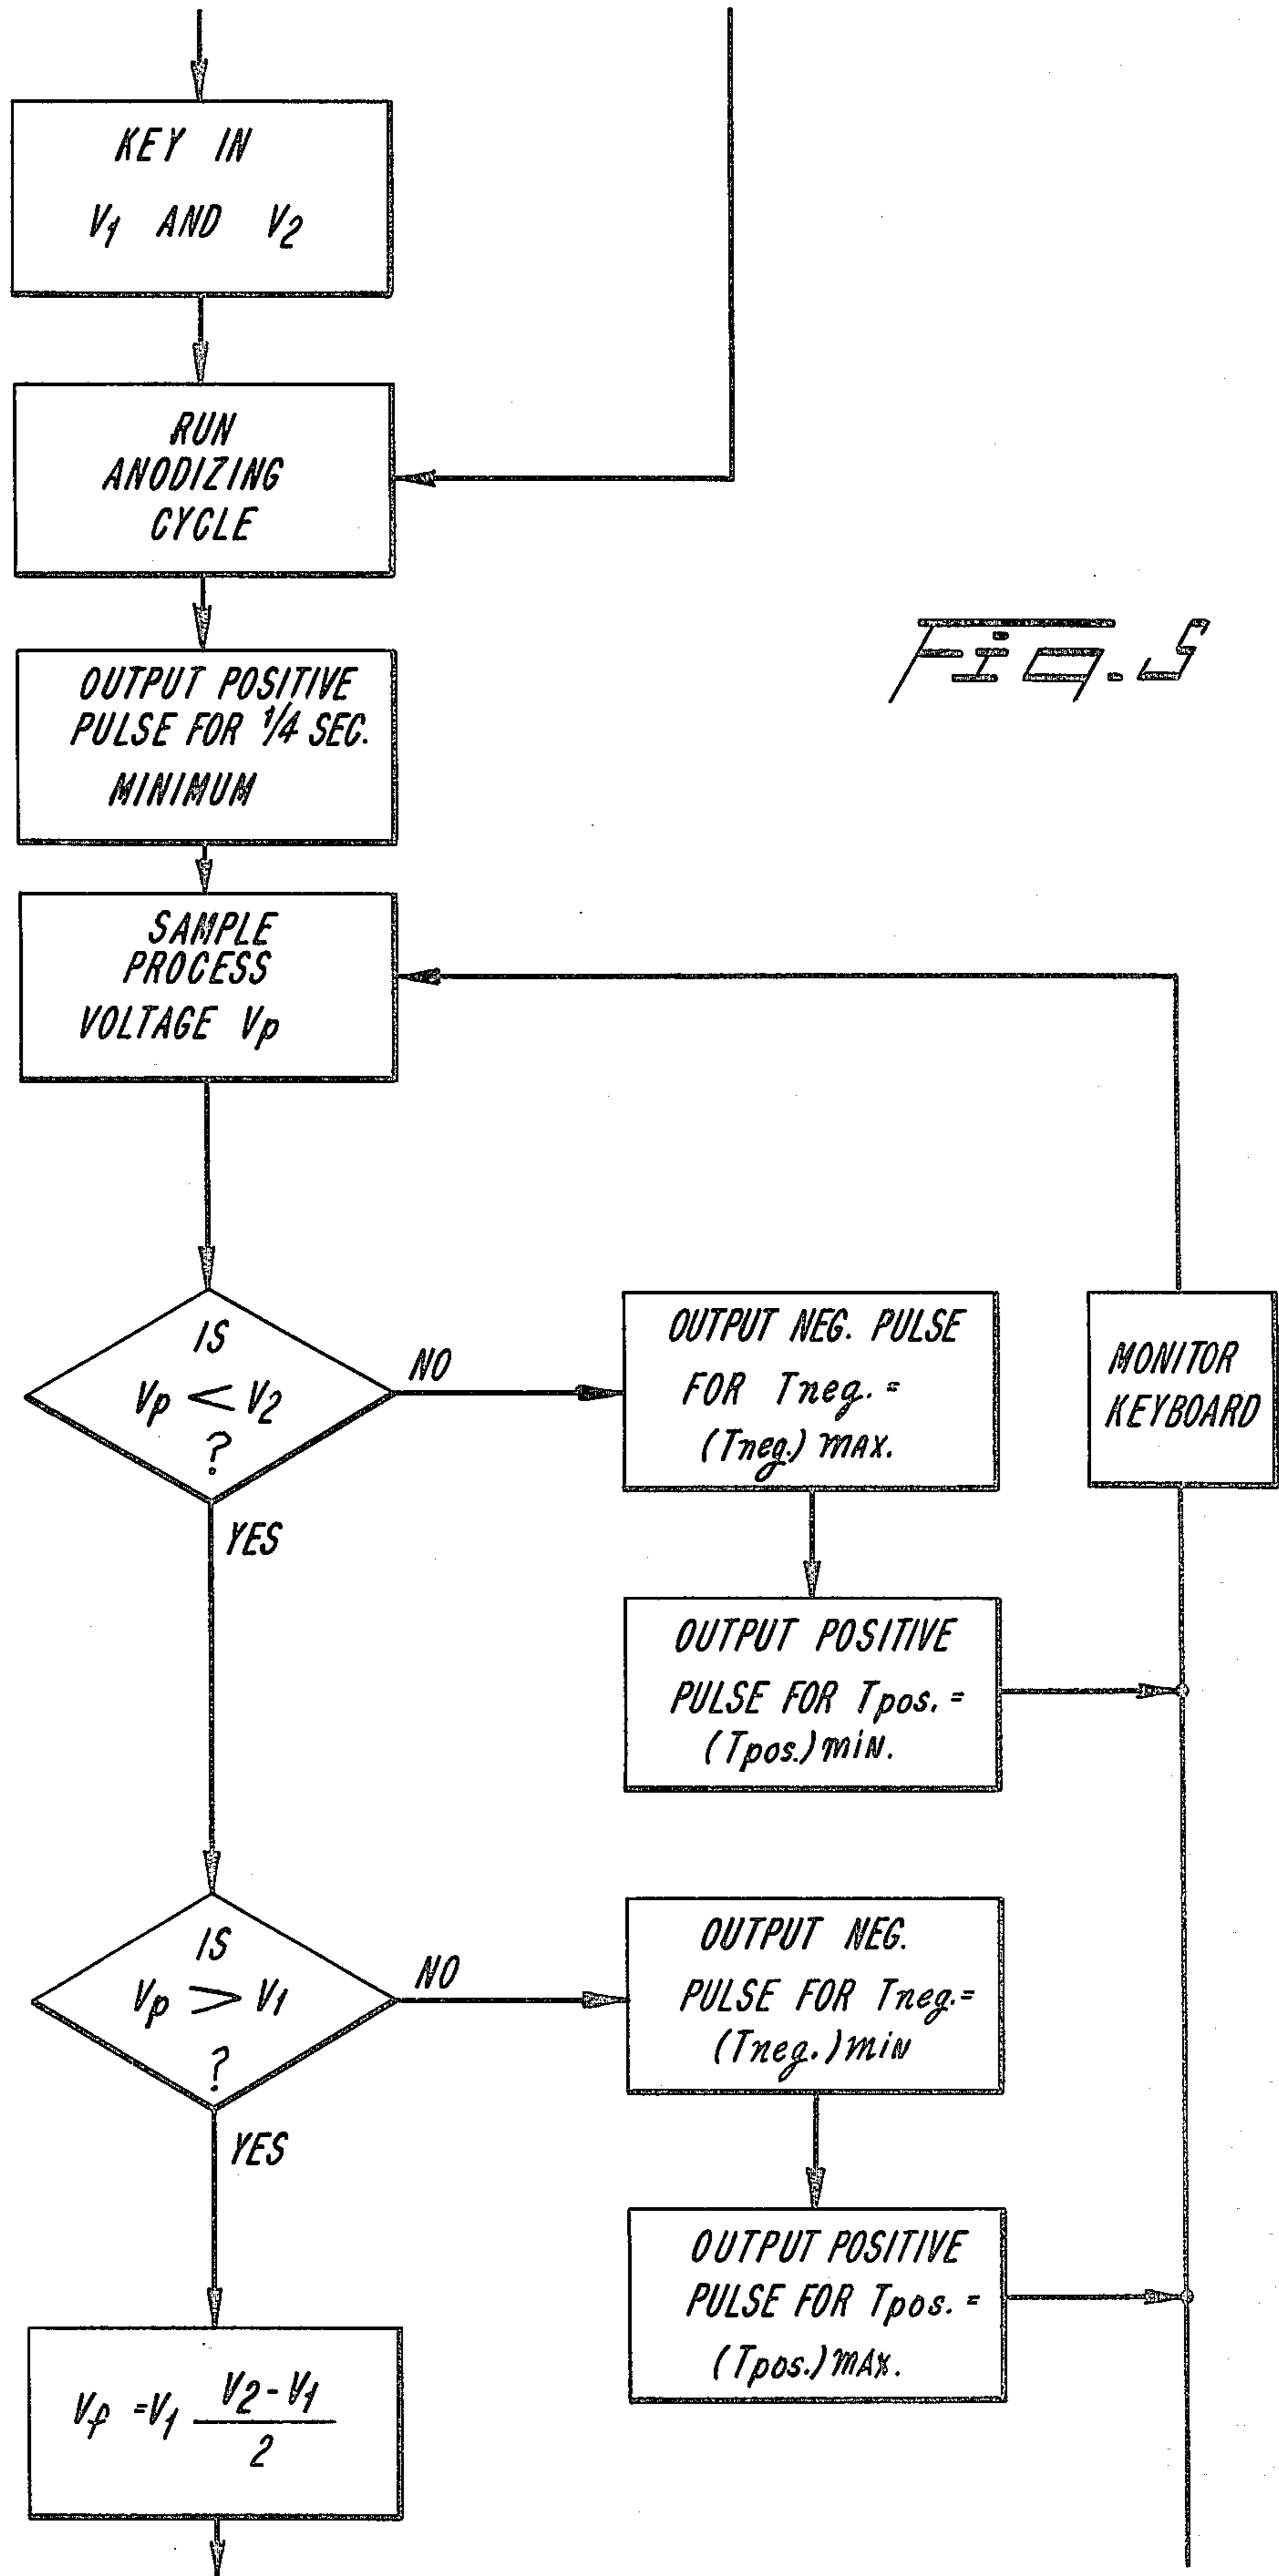 KEY IN
V1 AND V2
RUN
ANODIZING
CYCLE
Fig. 5
OUTPUT POSITIVE
PULSE FOR 1/4 SEC.
MINIMUM
SAMPLE
PROCESS
VOLTAGE Vp
IS
Vp < V2
?
NO
YES
OUTPUT NEG. PULSE
FOR Tneg. =
(Tneg.) MAX.
MONITOR
KEYBOARD
OUTPUT POSITIVE
PULSE FOR Tpos. =
(Tpos.) MIN.
IS
Vp > V1
?
NO
YES
OUTPUT NEG.
PULSE FOR Tneg. =
(Tneg.) MIN
OUTPUT POSITIVE
PULSE FOR Tpos. =
(Tpos.) MAX.
Vf = V1 V2 - V1
2